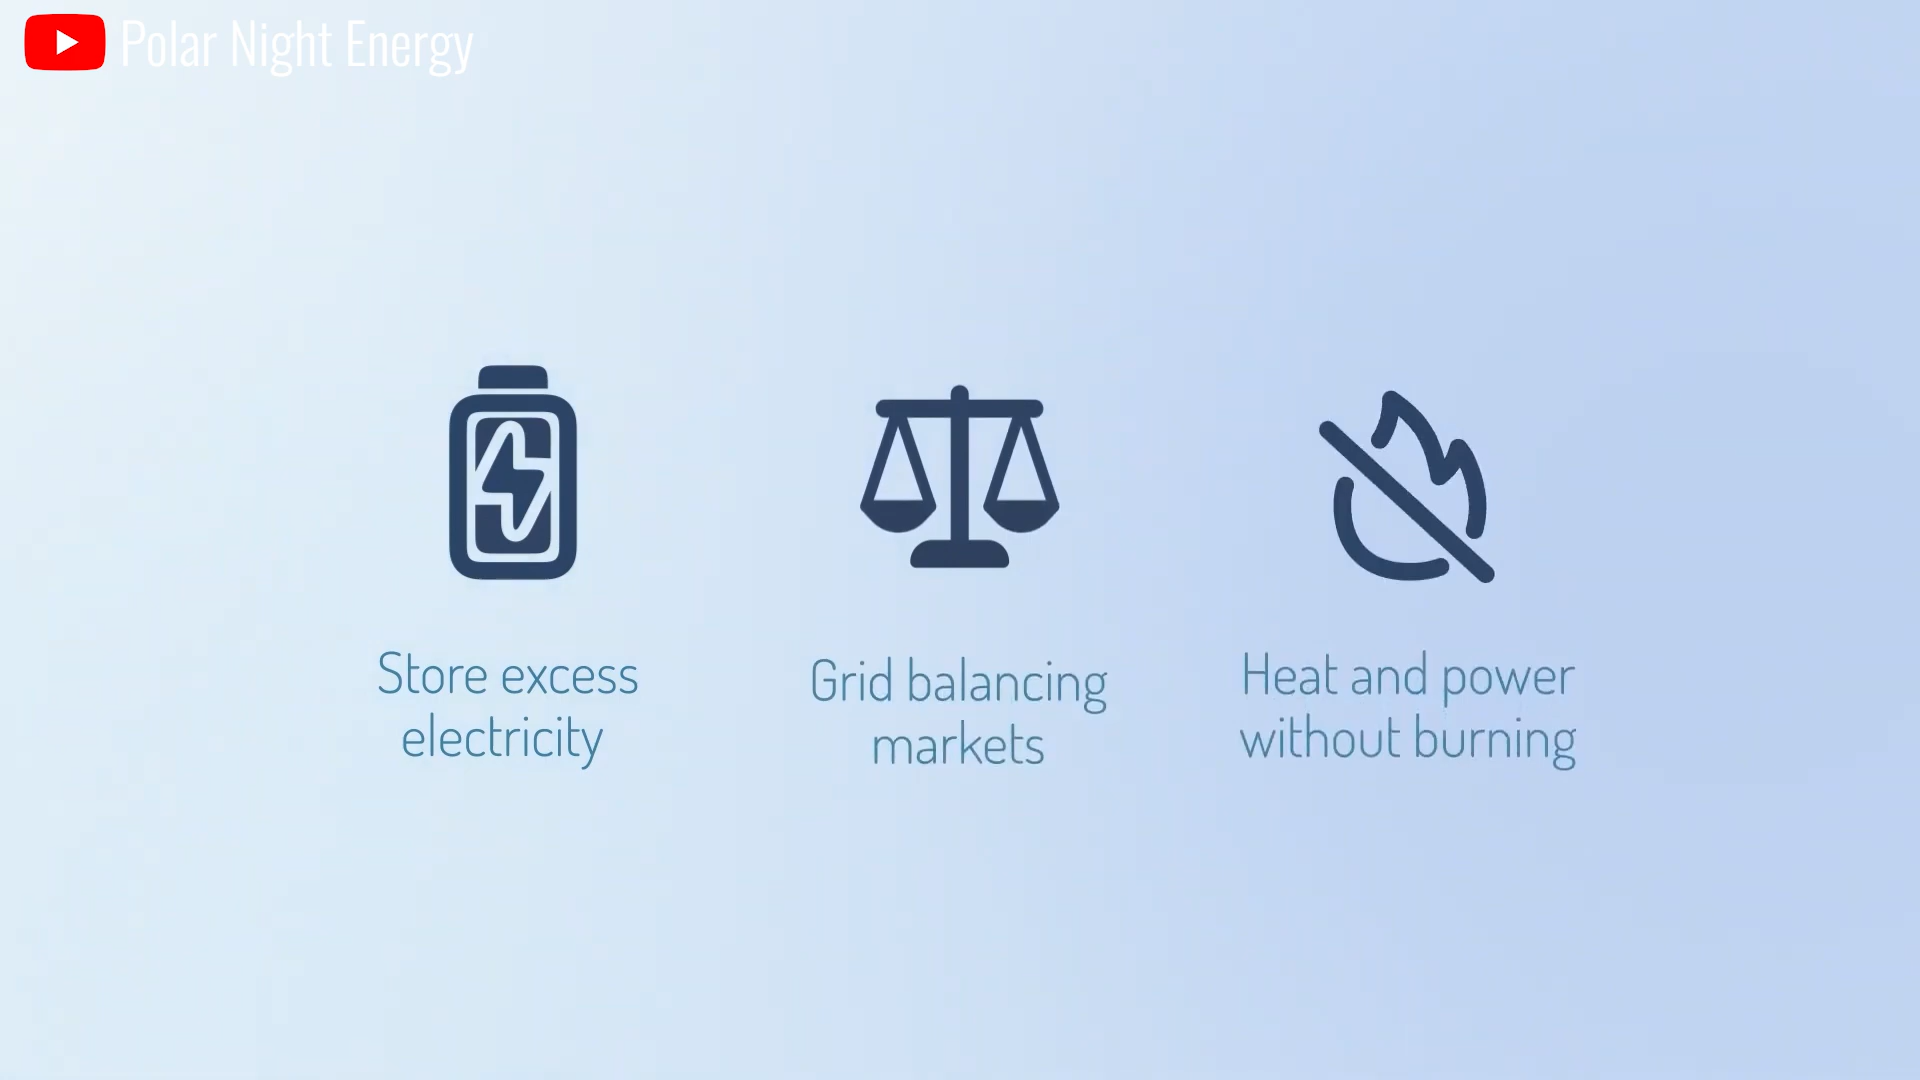 Polar Night Energy
Store excess
electricity
Grid balancing
markets
Heat and power
without burning